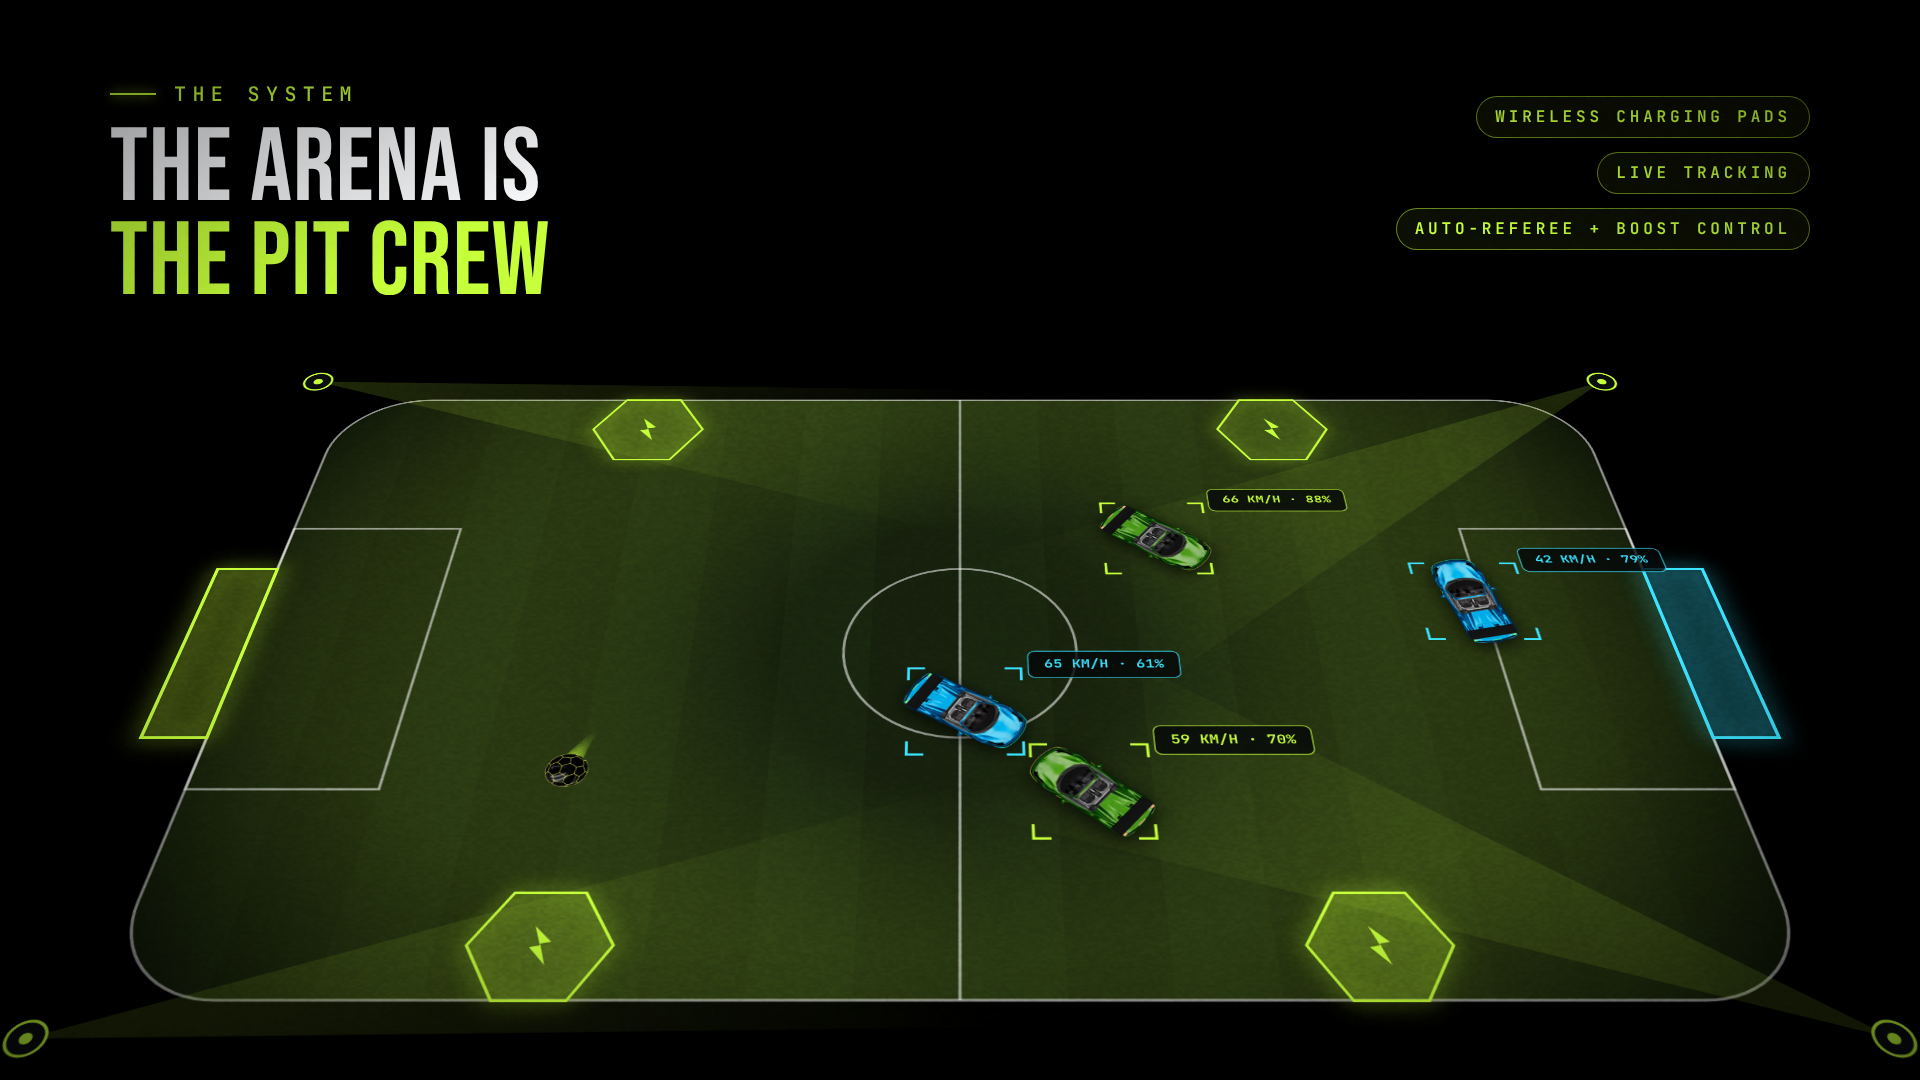 THE SYSTEM
THE ARENA IS
THE PIT CREW
WIRELESS CHARGING PADS
LIVE TRACKING
AUTO-REFEREE + BOOST CONTROL
66 KM/H · 88%
42 KM/H · 79%
65 KM/H · 61%
59 KM/H · 70%